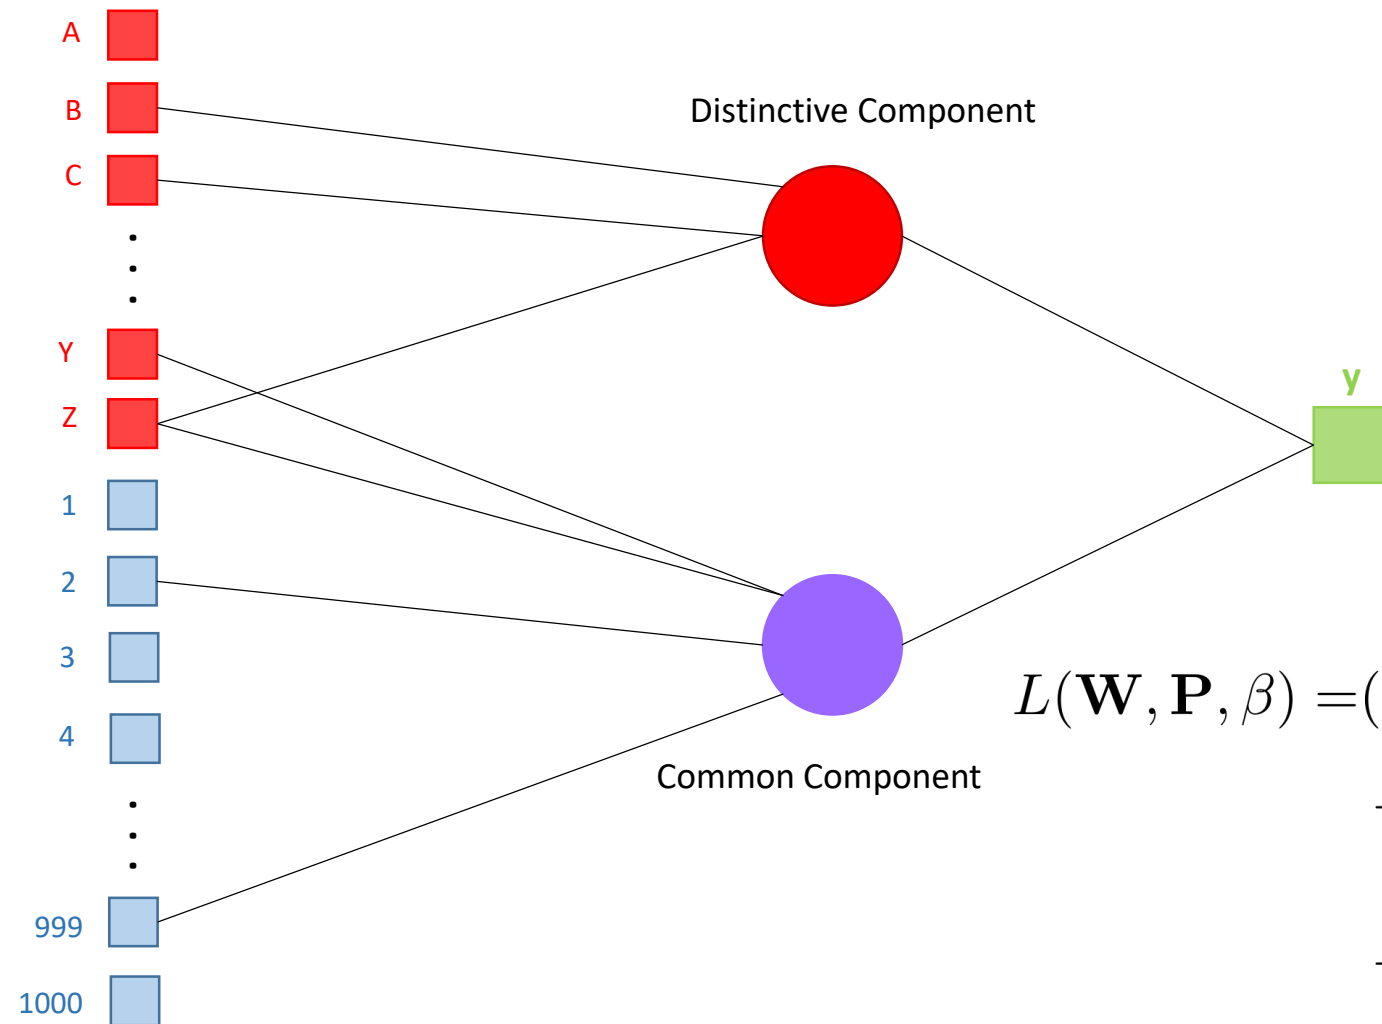 A
B
Distinctive Component
C
Y
y
Z
1
2
3
L(W, P, β) =(
4
Common Component
999
1000